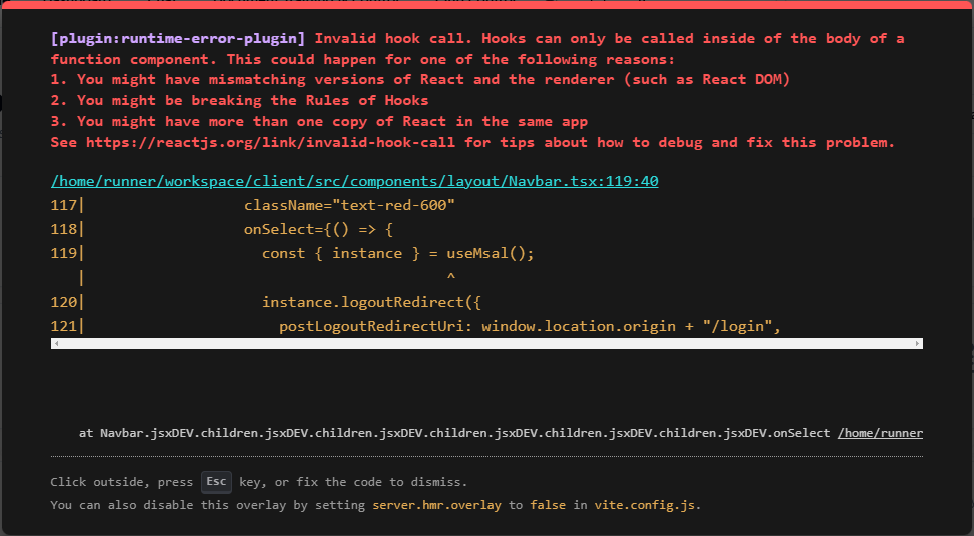 [plugin:runtime-error-plugin] Invalid hook call. Hooks can only be called inside of the body of a
function component. This could happen for one of the following reasons:
1. You might have mismatching versions of React and the renderer (such as React DOM)
2. You might be breaking the Rules of Hooks
3. You might have more than one copy of React in the same app
See https://reactjs.org/link/invalid-hook-call for tips about how to debug and fix this problem.
/home/runner/workspace/client/src/components/layout/Navbar.tsx:119:40
117|                  className="text-red-600"
118|                  onSelect={() => {
119|                    const { instance } = useMsal();
   |                                         ^
120|                    instance.logoutRedirect({
121|                      postLogoutRedirectUri: window.location.origin + "/login",
at Navbar.jsxDEV.children.jsxDEV.children.jsxDEV.children.jsxDEV.children.jsxDEV.children.jsxDEV.onSelect /home/runner
Click outside, press Esc key, or fix the code to dismiss.
You can also disable this overlay by setting server.hmr.overlay to false in vite.config.js.